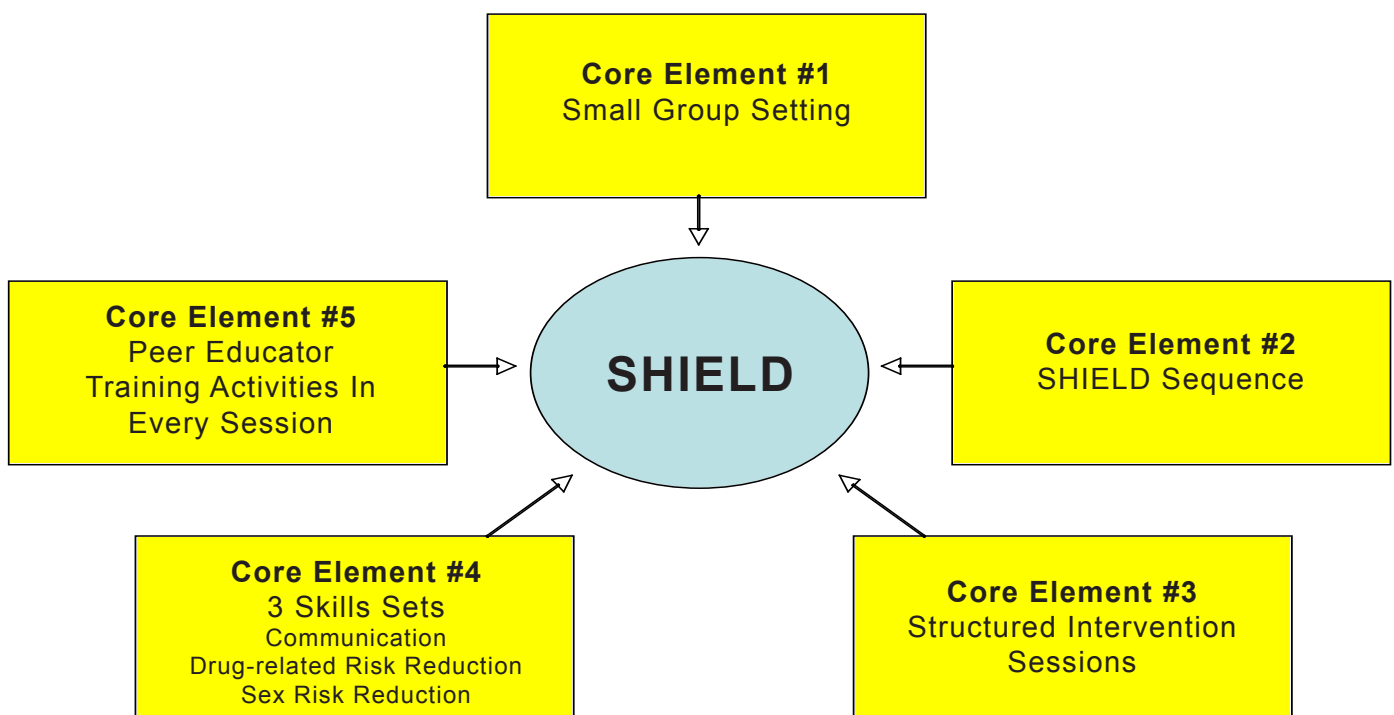 Core Element #1
Small Group Setting
Core Element #5
Peer Educator
Training Activities In
Every Session
SHIELD
Core Element #2
SHIELD Sequence
Core Element #4
3 Skills Sets
Communication
Drug-related Risk Reduction
Sex Risk Reduction
Core Element #3
Structured Intervention
Sessions